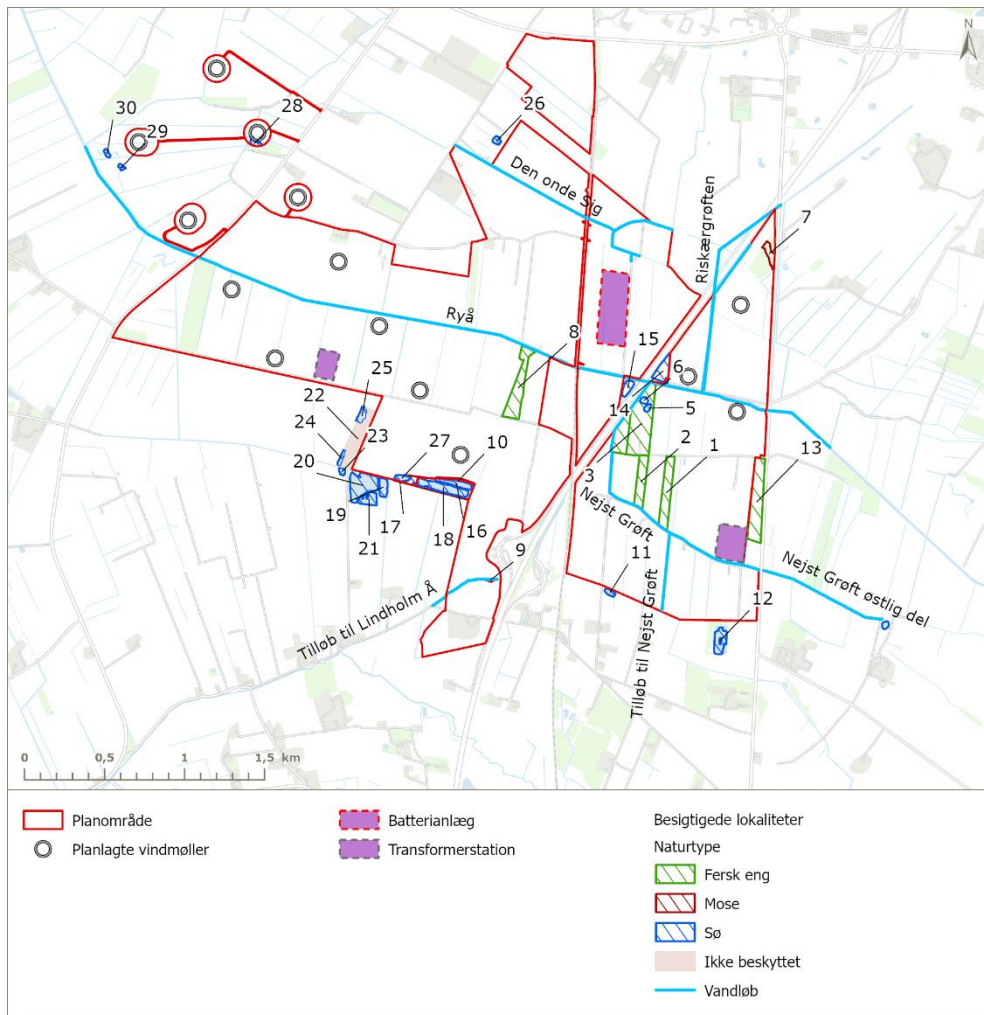 N
26
28
30
29
Den onde Sig
Riskærgrøften
7
Ryå
8
15
6
25
22
14
5
24
23
27
10
2
1
13
20
3
19
17
16
21
18
Nejst Grøft
9
11
Nejst Grøft østlig del
12
Tilløb til Lindholm Å
Tilløb til Nejst Grøft
0 0,5 1 1,5 km
Planområde
Planlagte vindmøller
Batterianlæg
Transformerstation
Besigtigede lokaliteter
Naturtype
Fersk eng
Mose
Sø
Ikke beskyttet
Vandløb